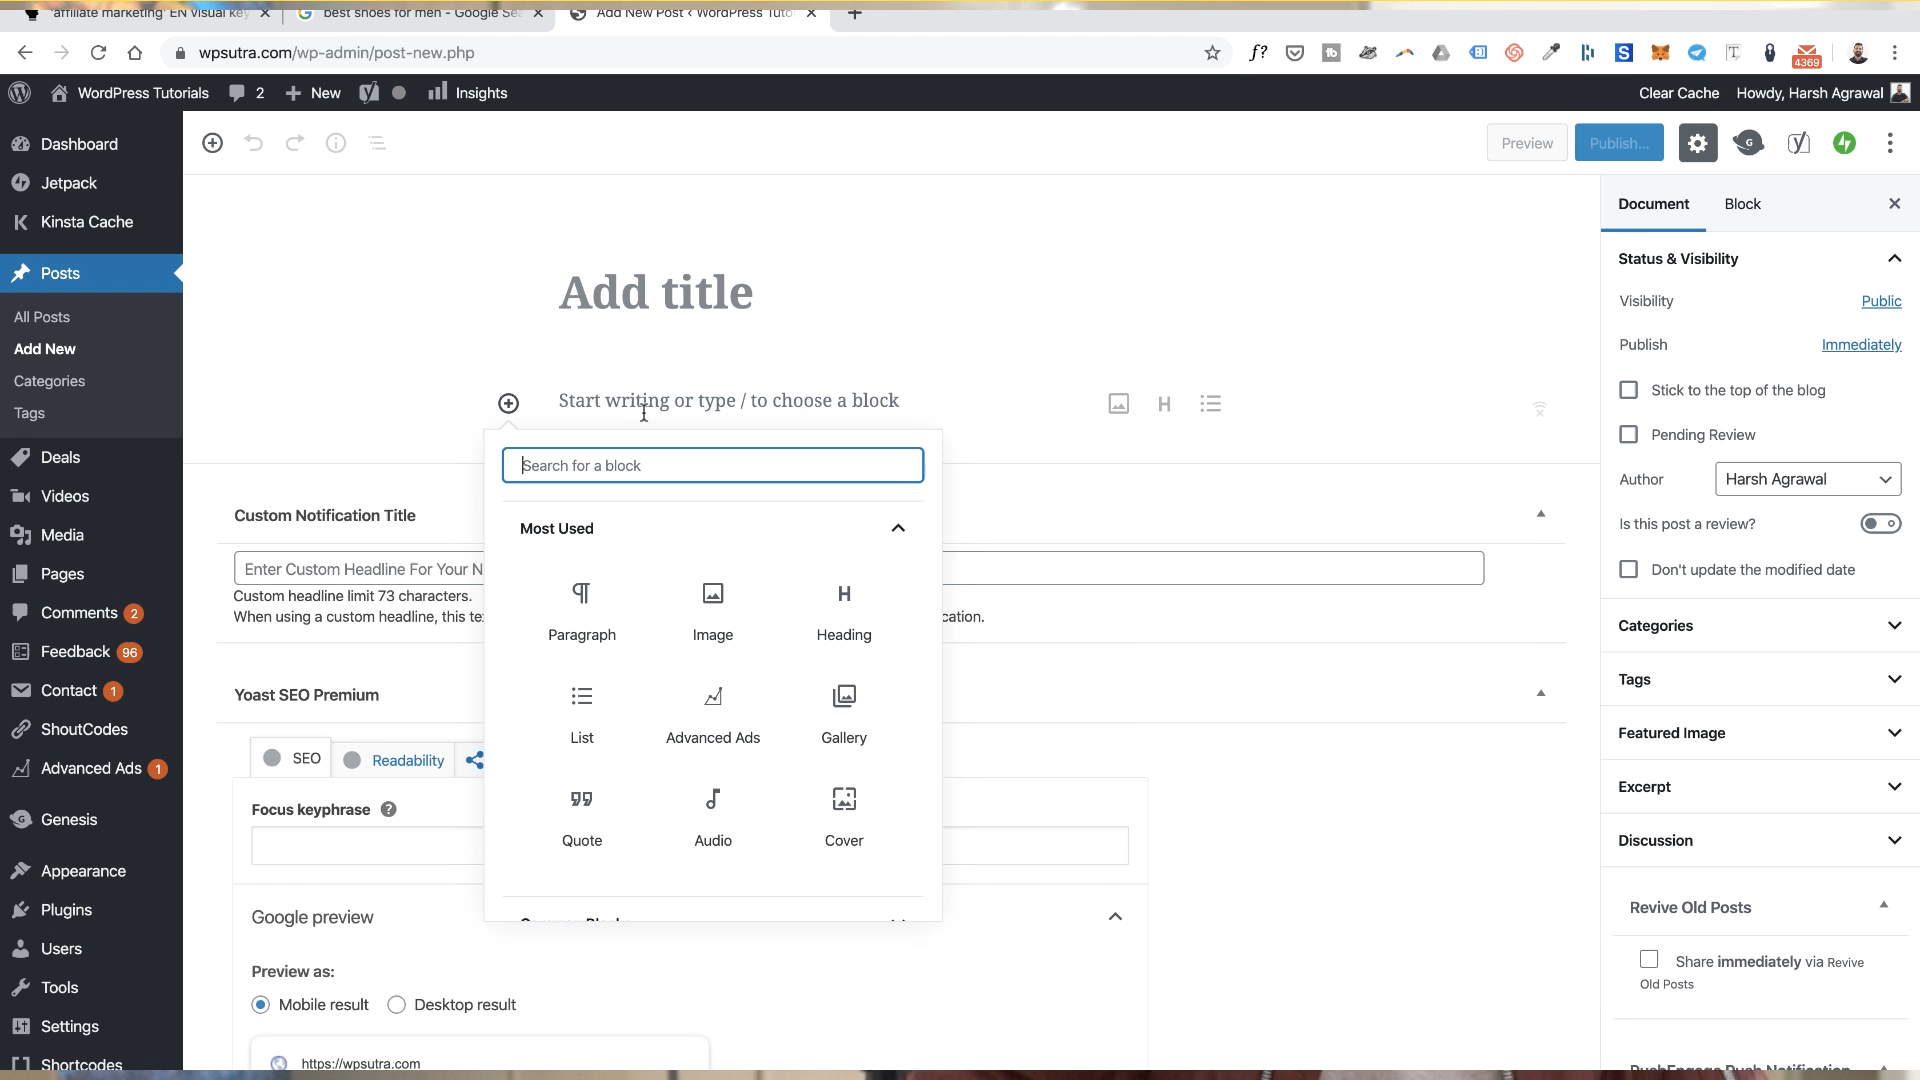 'affiliate marketing' EN visual key
best shoes for men - Google Sea
Add New Post ‹ WordPress Tutor
wpsutra.com/wp-admin/post-new.php
f?
4369
WordPress Tutorials
2
New
Insights
Clear Cache
Howdy, Harsh Agrawal
Dashboard
Jetpack
Kinsta Cache
Posts
All Posts
Add New
Categories
Tags
Deals
Videos
Media
Pages
Comments 2
Feedback 96
Contact 1
ShoutCodes
Advanced Ads 1
Genesis
Appearance
Plugins
Users
Tools
Settings
Shortcodes
Preview
Publish...
Add title
Start writing or type / to choose a block
H
Search for a block
Most Used
Paragraph
Image
Heading
List
Advanced Ads
Gallery
Quote
Audio
Cover
Custom Notification Title
Enter Custom Headline For Your N
Custom headline limit 73 characters.
When using a custom headline, this te
cation.
Yoast SEO Premium
SEO
Readability
Focus keyphrase
Google preview
Preview as:
Mobile result
Desktop result
https://wpsutra.com
Document
Block
Status & Visibility
Visibility
Public
Publish
Immediately
Stick to the top of the blog
Pending Review
Author
Harsh Agrawal
Is this post a review?
Don't update the modified date
Categories
Tags
Featured Image
Excerpt
Discussion
Revive Old Posts
Share immediately via Revive
Old Posts